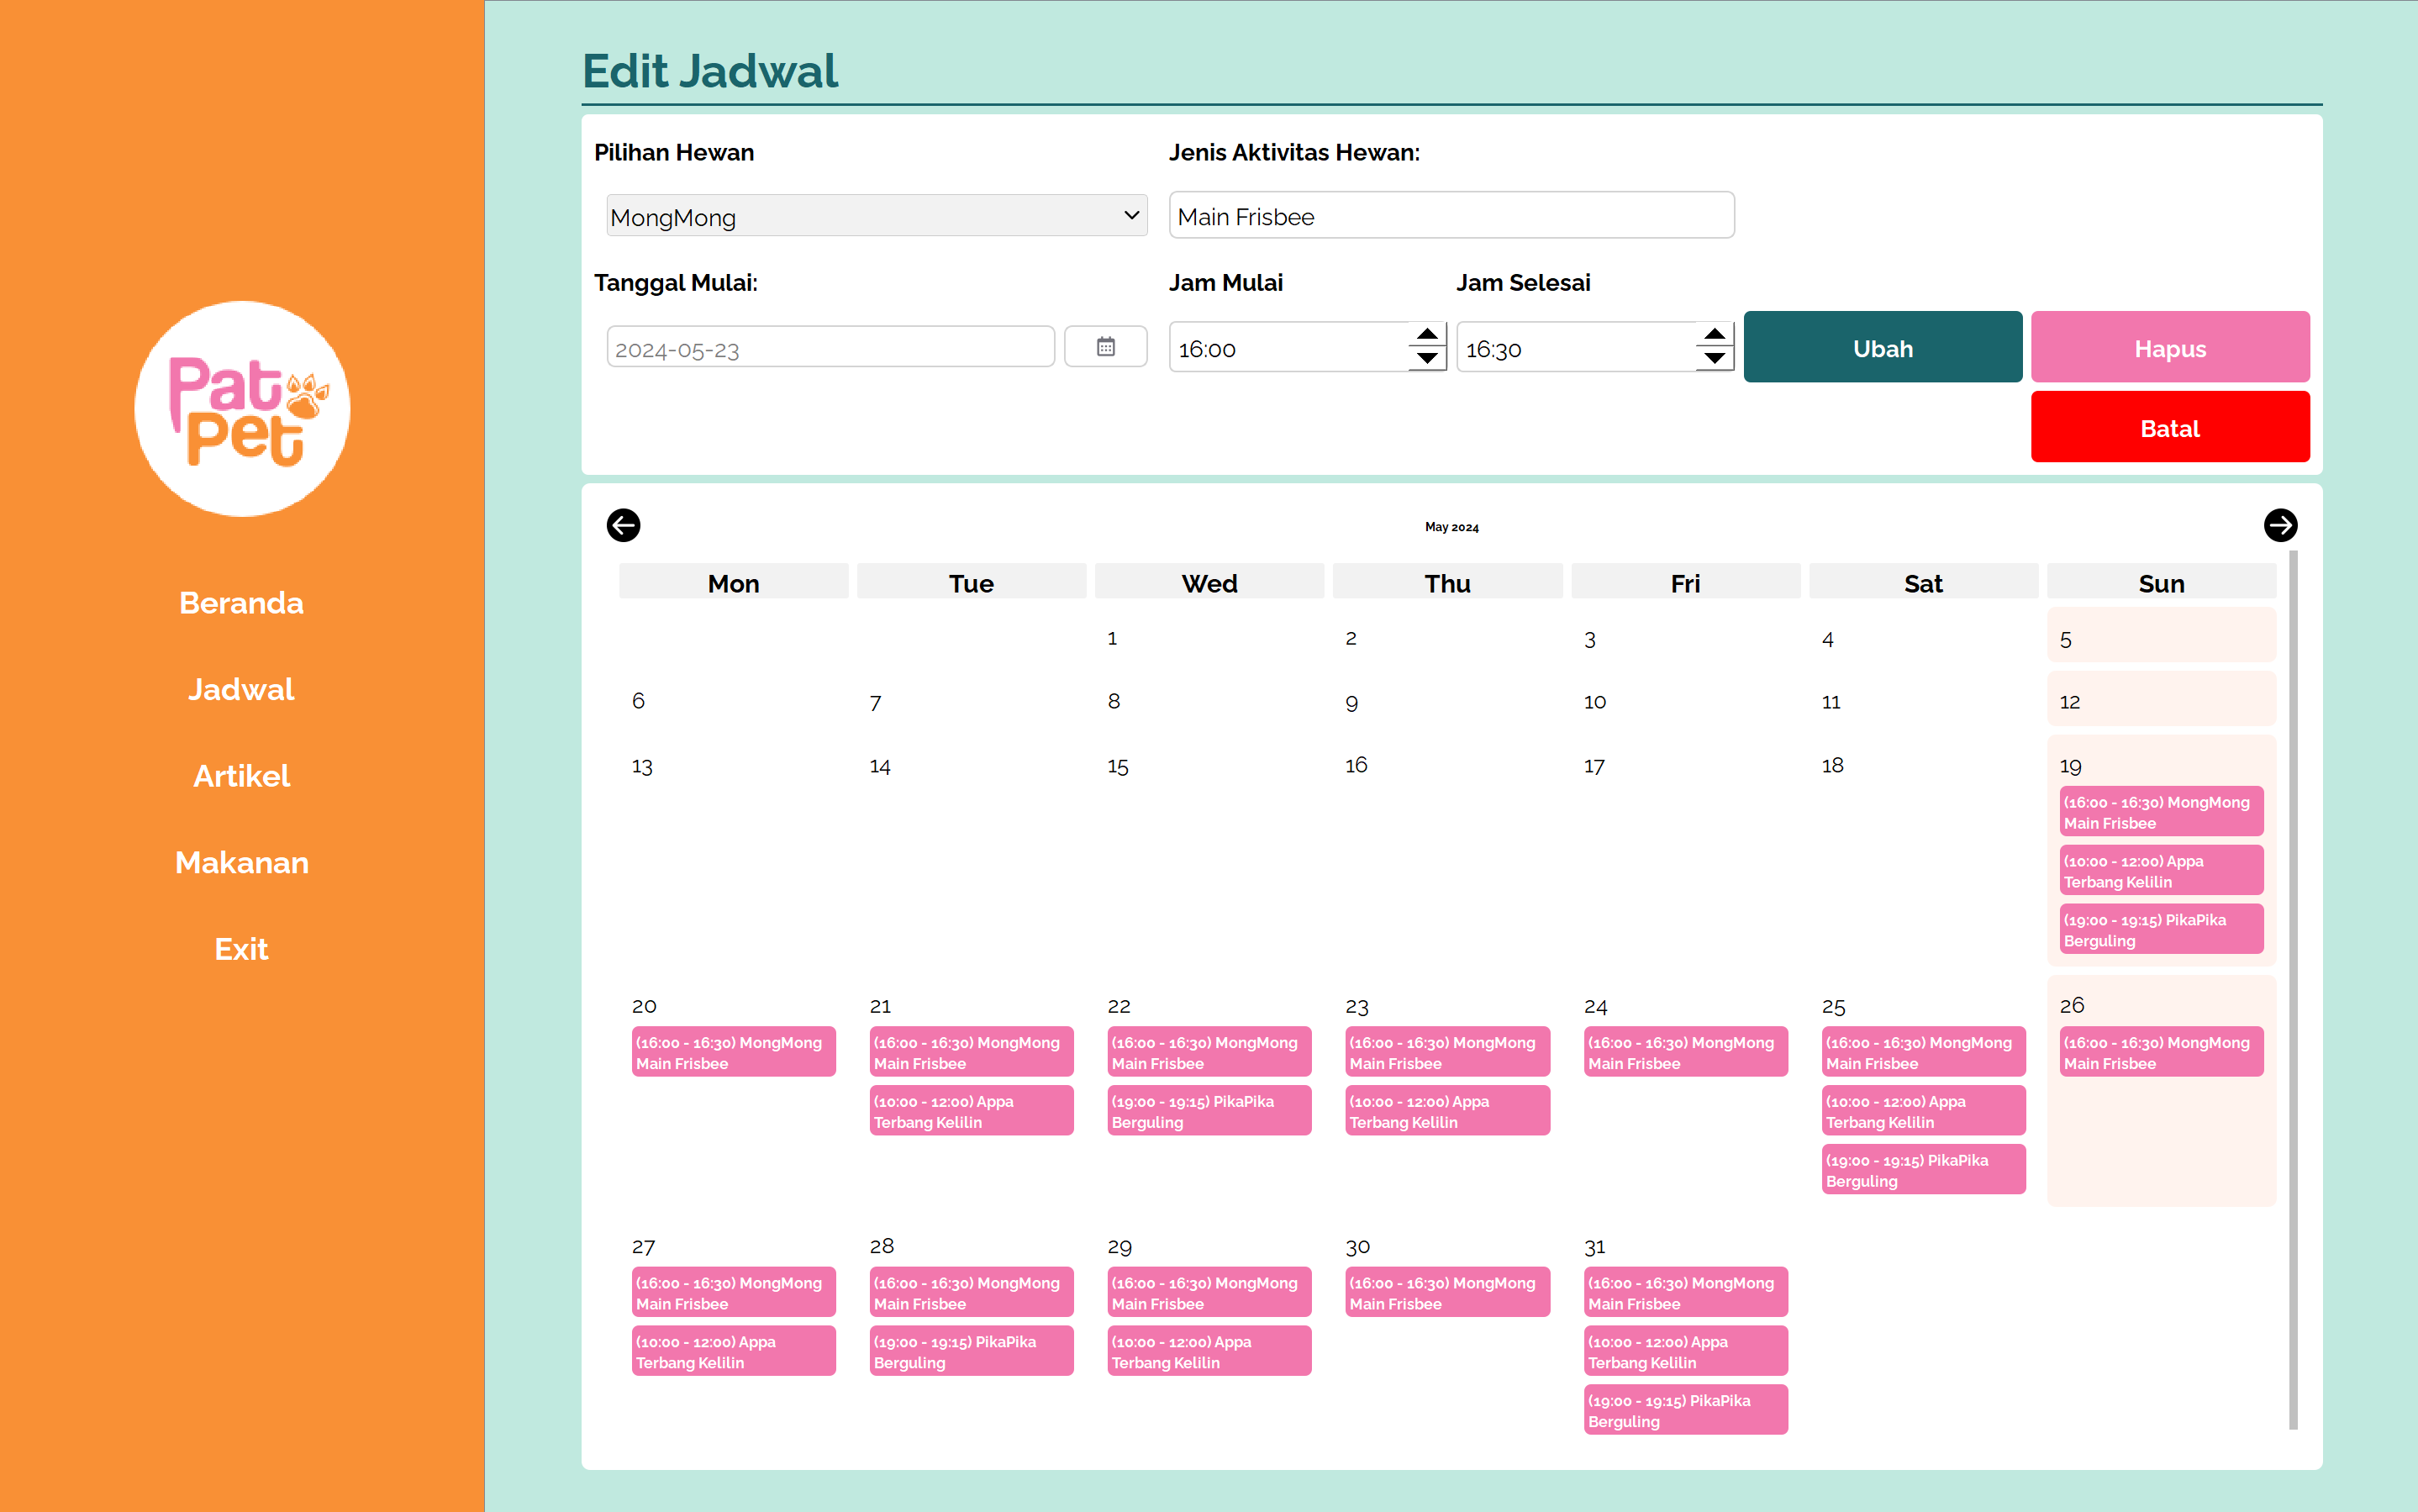 Pat
Pet
Beranda
Jadwal
Artikel
Makanan
Exit
Edit Jadwal
Pilihan Hewan
Jenis Aktivitas Hewan:
MongMong
Main Frisbee
Tanggal Mulai:
Jam Mulai
Jam Selesai
2024-05-23
16:00
16:30
Ubah
Hapus
Batal
May 2024
Mon Tue Wed Thu Fri Sat Sun
1 2 3 4 5
6 7 8 9 10 11 12
13 14 15 16 17 18 19
(16:00 - 16:30) MongMong
Main Frisbee
(10:00 - 12:00) Appa
Terbang Kelilin
(19:00 - 19:15) PikaPika
Berguling
20
(16:00 - 16:30) MongMong
Main Frisbee
21
(16:00 - 16:30) MongMong
Main Frisbee
(10:00 - 12:00) Appa
Terbang Kelilin
22
(16:00 - 16:30) MongMong
Main Frisbee
(19:00 - 19:15) PikaPika
Berguling
23
(16:00 - 16:30) MongMong
Main Frisbee
(10:00 - 12:00) Appa
Terbang Kelilin
24
(16:00 - 16:30) MongMong
Main Frisbee
25
(16:00 - 16:30) MongMong
Main Frisbee
(10:00 - 12:00) Appa
Terbang Kelilin
(19:00 - 19:15) PikaPika
Berguling
26
(16:00 - 16:30) MongMong
Main Frisbee
27
(16:00 - 16:30) MongMong
Main Frisbee
(10:00 - 12:00) Appa
Terbang Kelilin
28
(16:00 - 16:30) MongMong
Main Frisbee
(19:00 - 19:15) PikaPika
Berguling
29
(16:00 - 16:30) MongMong
Main Frisbee
(10:00 - 12:00) Appa
Terbang Kelilin
30
(16:00 - 16:30) MongMong
Main Frisbee
31
(16:00 - 16:30) MongMong
Main Frisbee
(10:00 - 12:00) Appa
Terbang Kelilin
(19:00 - 19:15) PikaPika
Berguling